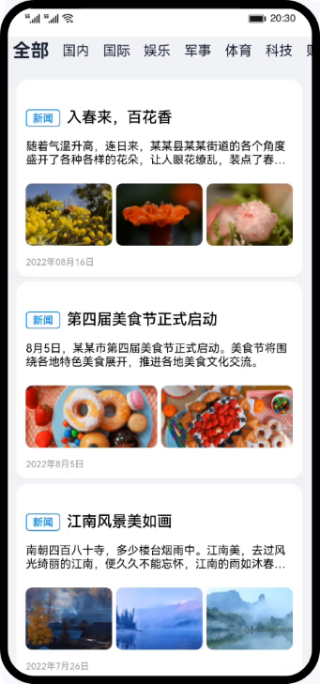 5G 5G 20:30
全部 国内 国际 娱乐 军事 体育 科技
新闻 入春来，百花香
随着气温升高，连日来，某某县某某街道的各个角度
盛开了各种各样的花朵，让人眼花缭乱，装点了春...
2022年08月16日
新闻 第四届美食节正式启动
8月5日，某某市第四届美食节正式启动。美食节将围
绕各地特色美食展开，推进各地美食文化交流。
2022年8月5日
新闻 江南风景美如画
南朝四百八十寺，多少楼台烟雨中。江南美，去过风
光绮丽的江南，便久久不能忘怀，江南的雨如沐春...
2022年7月26日